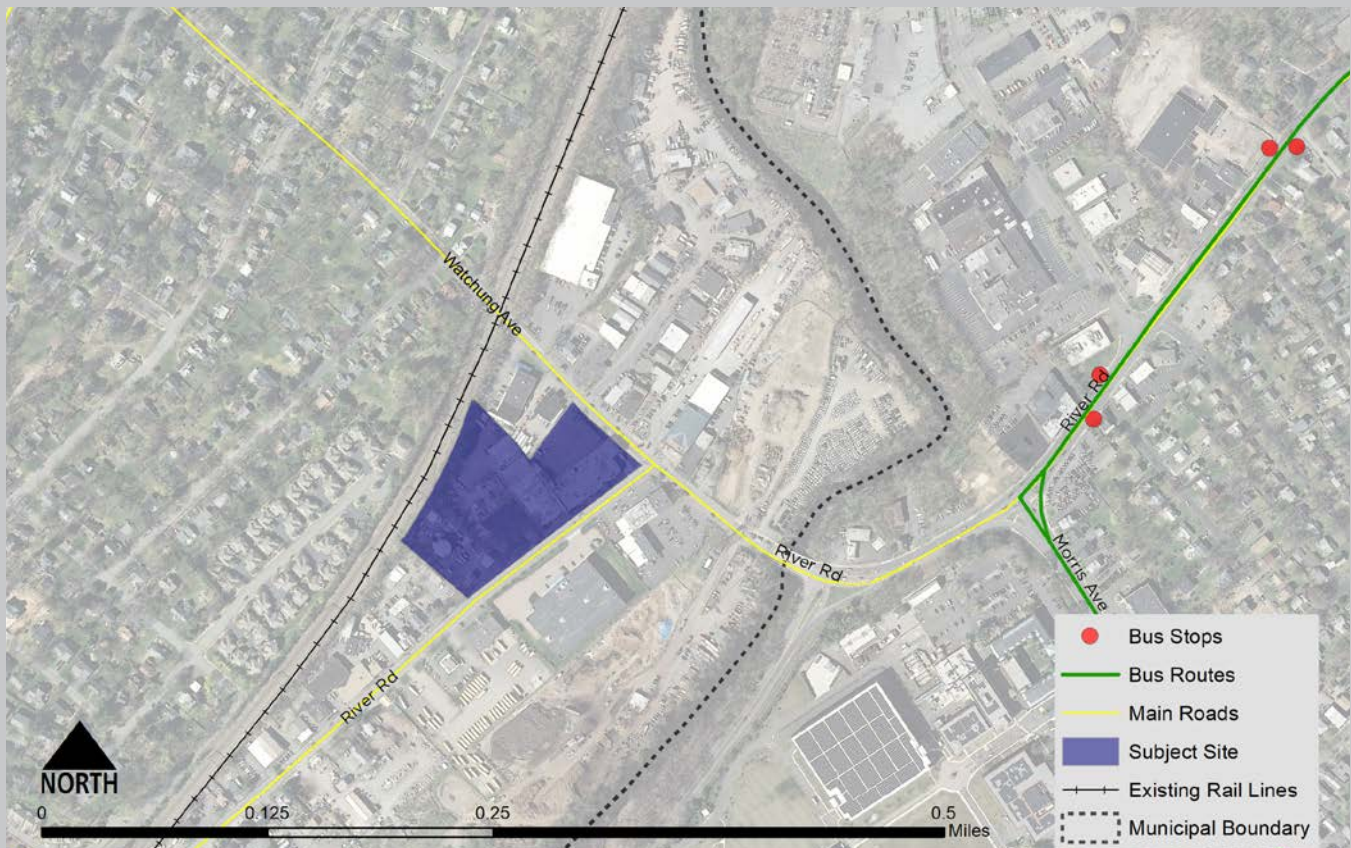 Watchung Ave
River Rd
River Rd
Morris Ave
River Rd
NORTH
0 0.125 0.25 0.5 Miles
Bus Stops
Bus Routes
Main Roads
Subject Site
Existing Rail Lines
Municipal Boundary